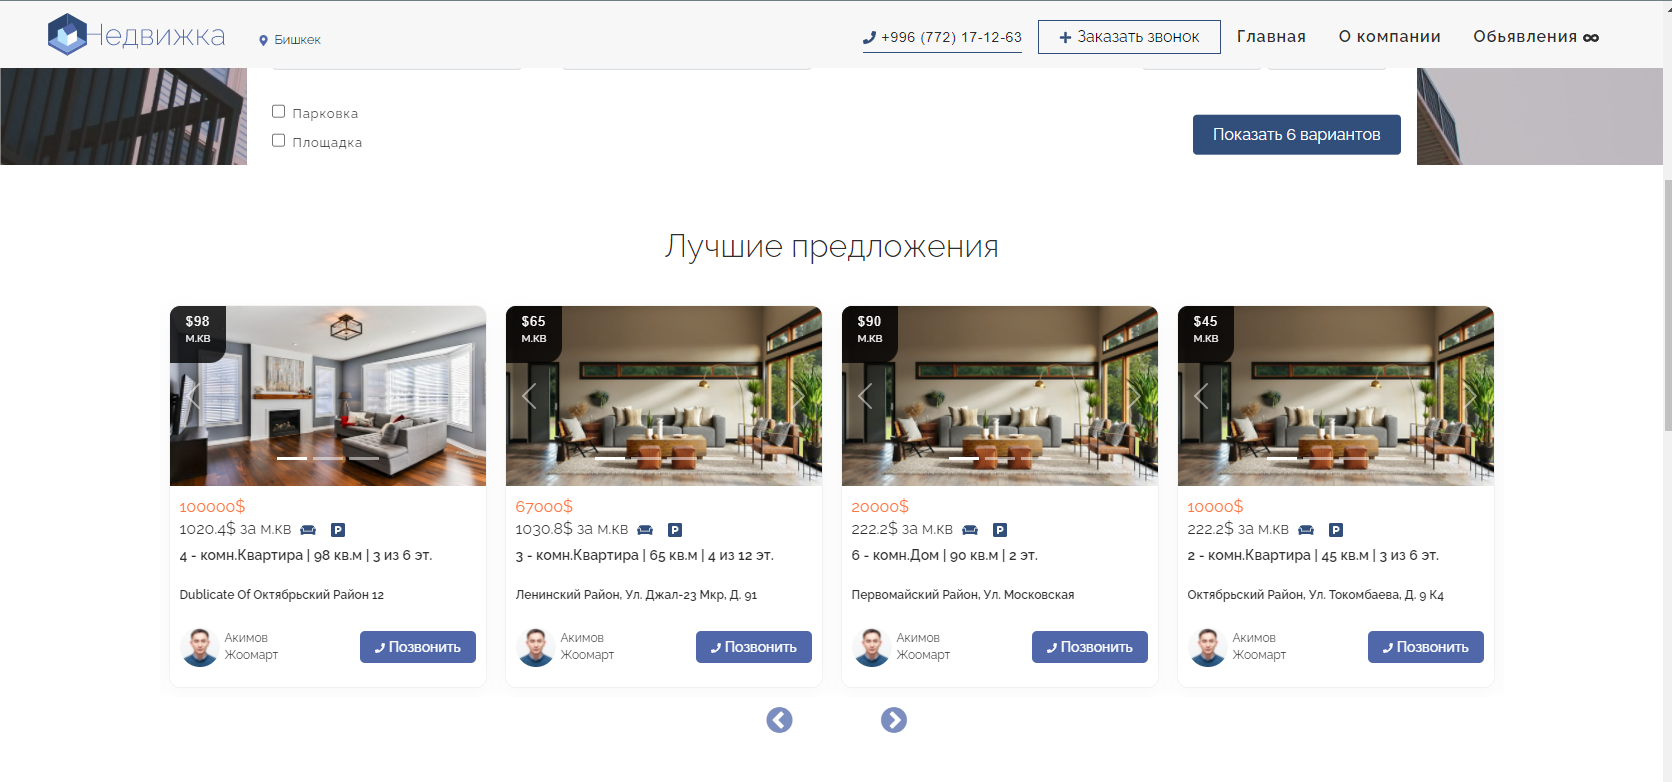 Недвижка
Бишкек
+996 (772) 17-12-63
Заказать звонок
Главная
О компании
Обьявления
Парковка
Площадка
Показать 6 вариантов
Лучшие предложения
$98
м.кв
100000$
1020.4$ за м.кв
P
4 - комн.Квартира | 98 кв.м | 3 из 6 эт.
Dublicate Of Октябрьский Район 12
Акимов
Жоомарт
Позвонить
$65
м.кв
67000$
1030.8$ за м.кв
P
3 - комн.Квартира | 65 кв.м | 4 из 12 эт.
Ленинский Район, Ул. Джал-23 Мкр, Д. 91
Акимов
Жоомарт
Позвонить
$90
м.кв
20000$
222.2$ за м.кв
P
6 - комн.Дом | 90 кв.м | 2 эт.
Первомайский Район, Ул. Московская
Акимов
Жоомарт
Позвонить
$45
м.кв
10000$
222.2$ за м.кв
P
2 - комн.Квартира | 45 кв.м | 3 из 6 эт.
Октябрьский Район, Ул. Токомбаева, Д. 9 К4
Акимов
Жоомарт
Позвонить